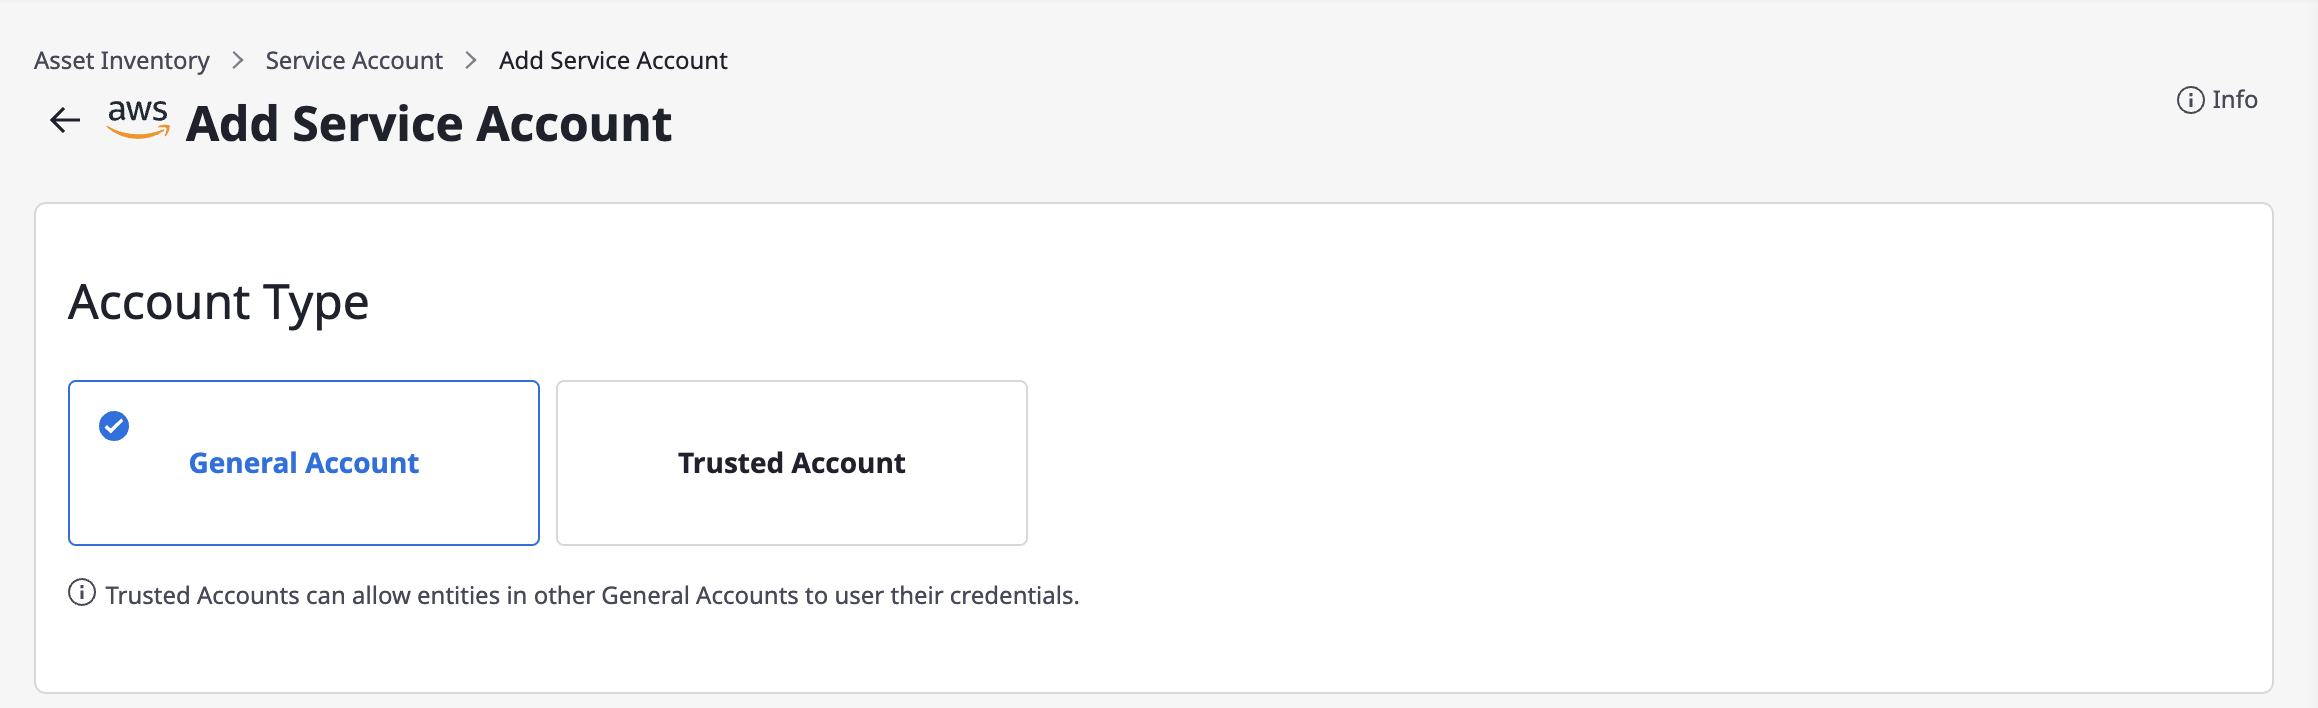 Asset Inventory > Service Account > Add Service Account
aws Add Service Account
Info
Account Type
General Account
Trusted Account
Trusted Accounts can allow entities in other General Accounts to user their credentials.